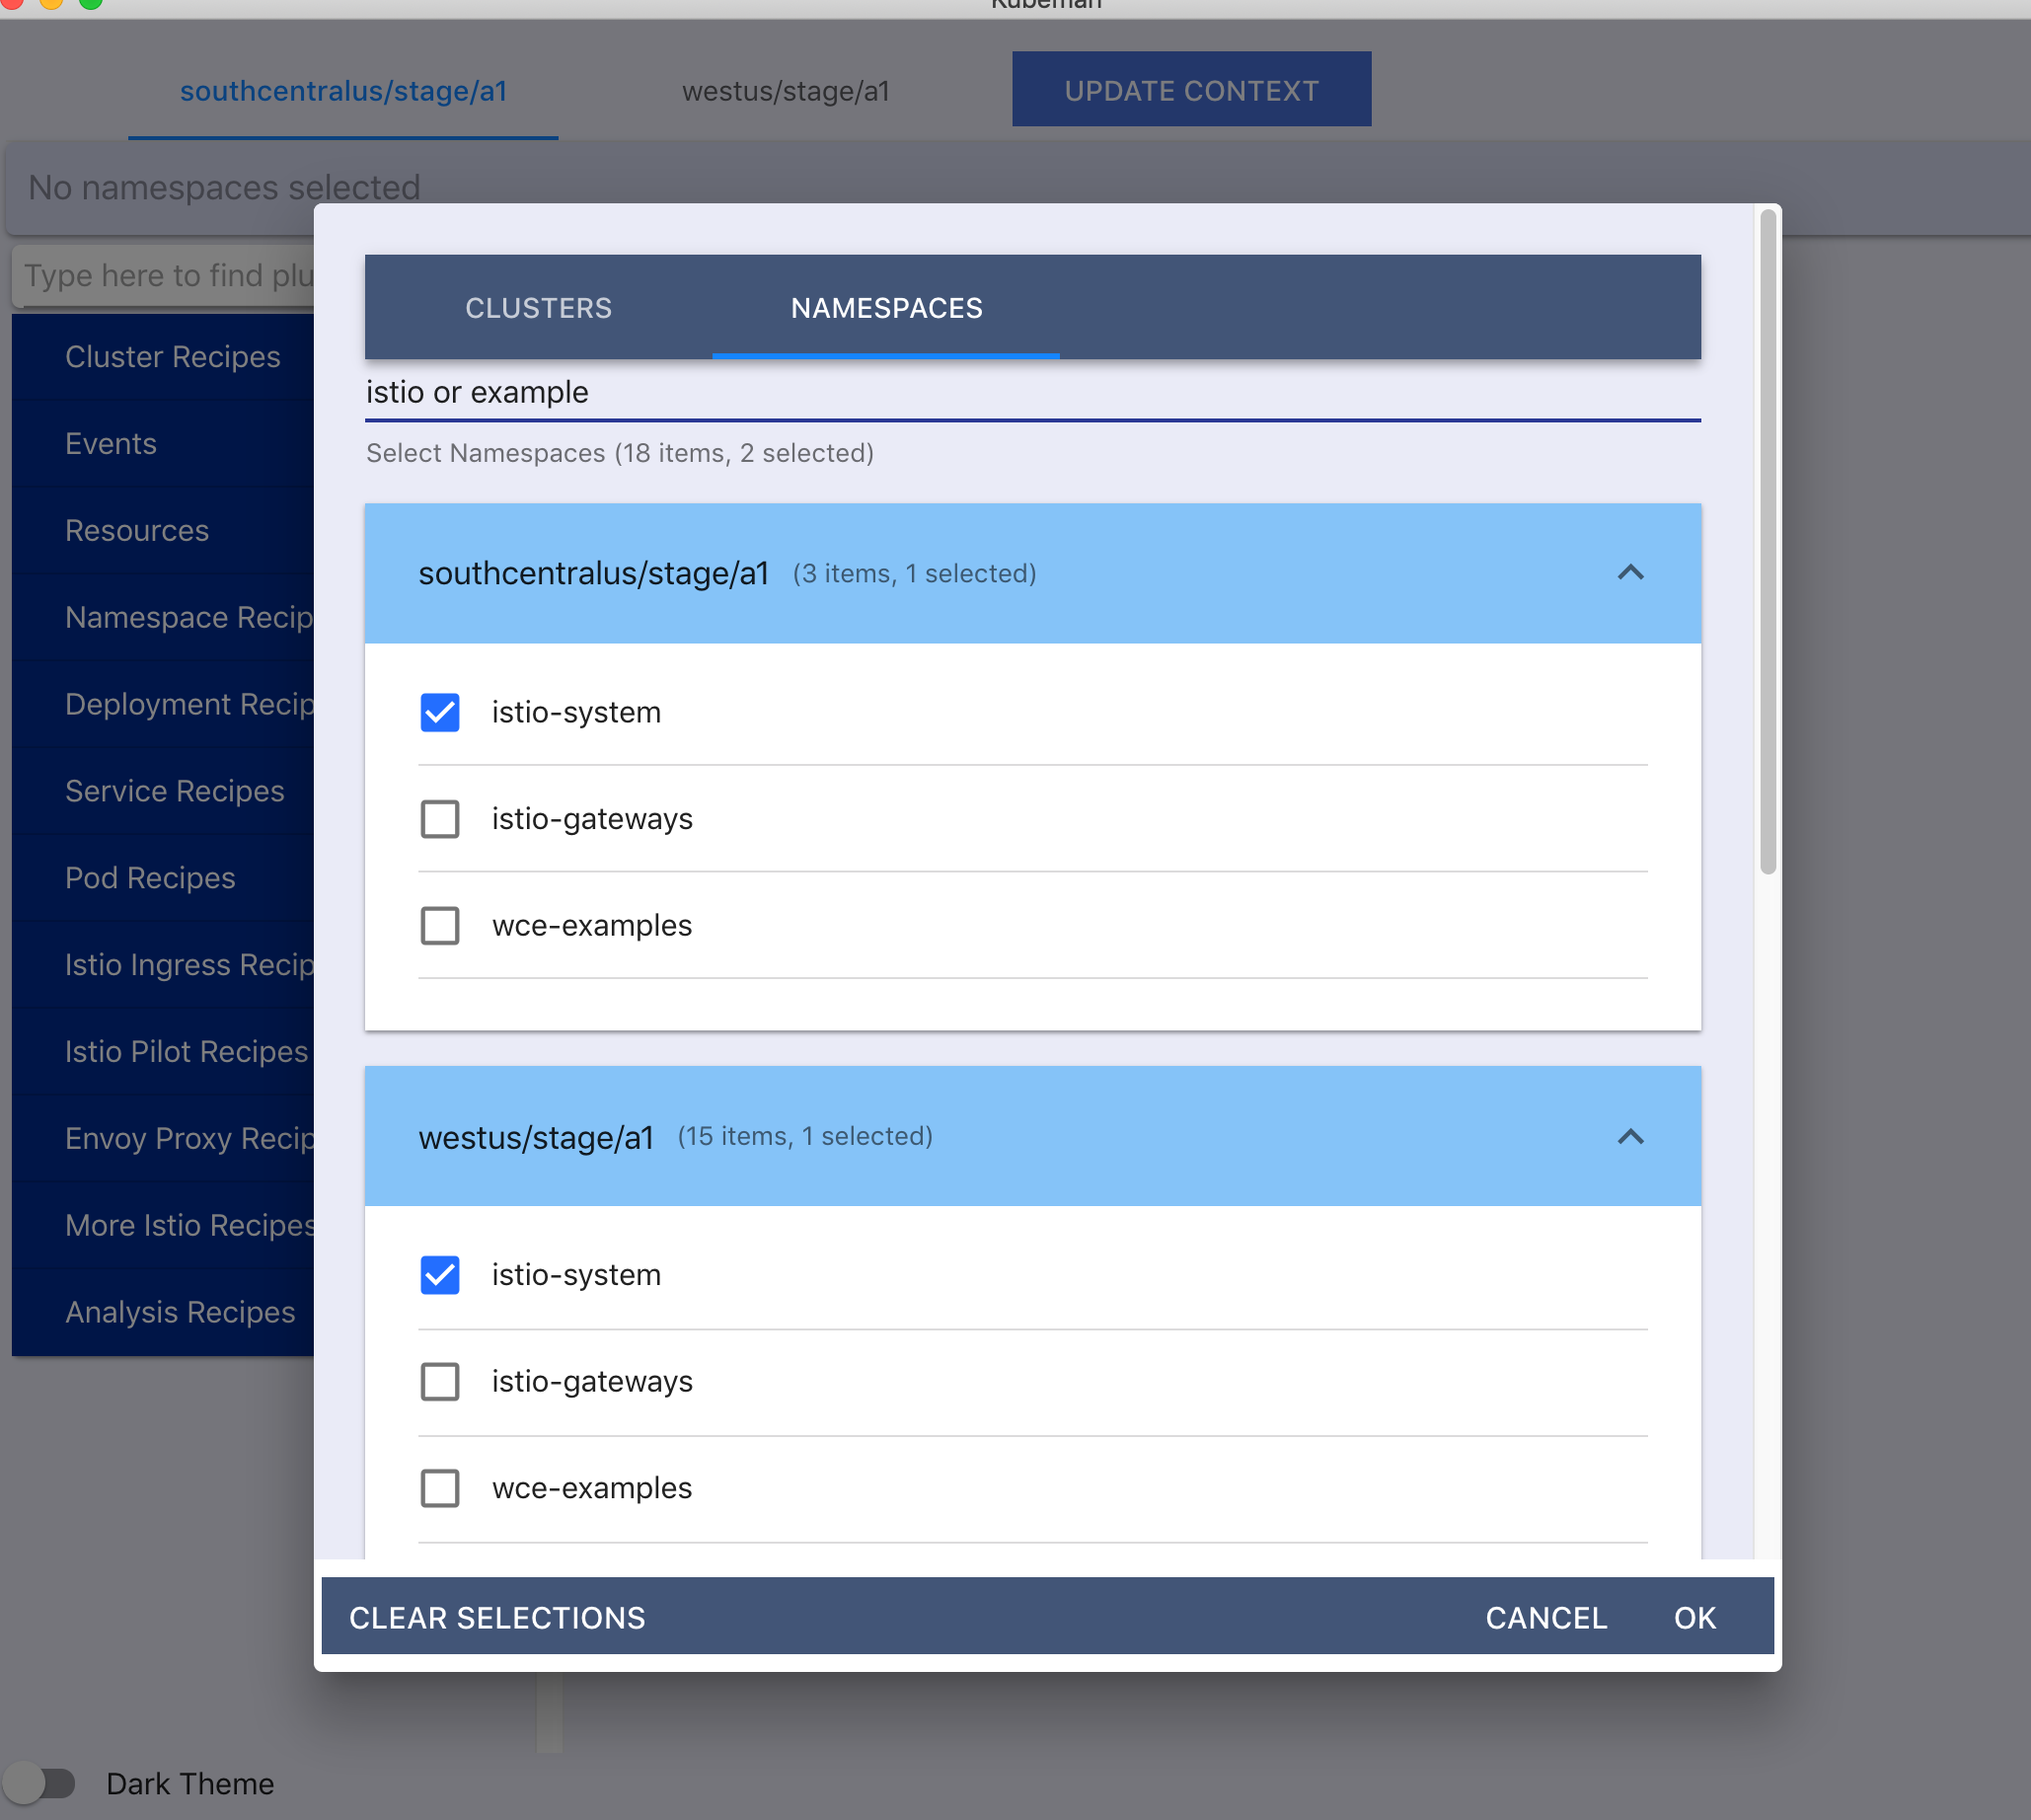 Kubeman
southcentralus/stage/a1
westus/stage/a1
UPDATE CONTEXT
No namespaces selected
Type here to find plu
CLUSTERS
NAMESPACES
istio or example
Select Namespaces (18 items, 2 selected)
southcentralus/stage/a1 (3 items, 1 selected)
istio-system
istio-gateways
wce-examples
westus/stage/a1 (15 items, 1 selected)
istio-system
istio-gateways
wce-examples
CLEAR SELECTIONS
CANCEL
OK
Cluster Recipes
Events
Resources
Namespace Recip
Deployment Recip
Service Recipes
Pod Recipes
Istio Ingress Recip
Istio Pilot Recipes
Envoy Proxy Recip
More Istio Recipes
Analysis Recipes
Dark Theme